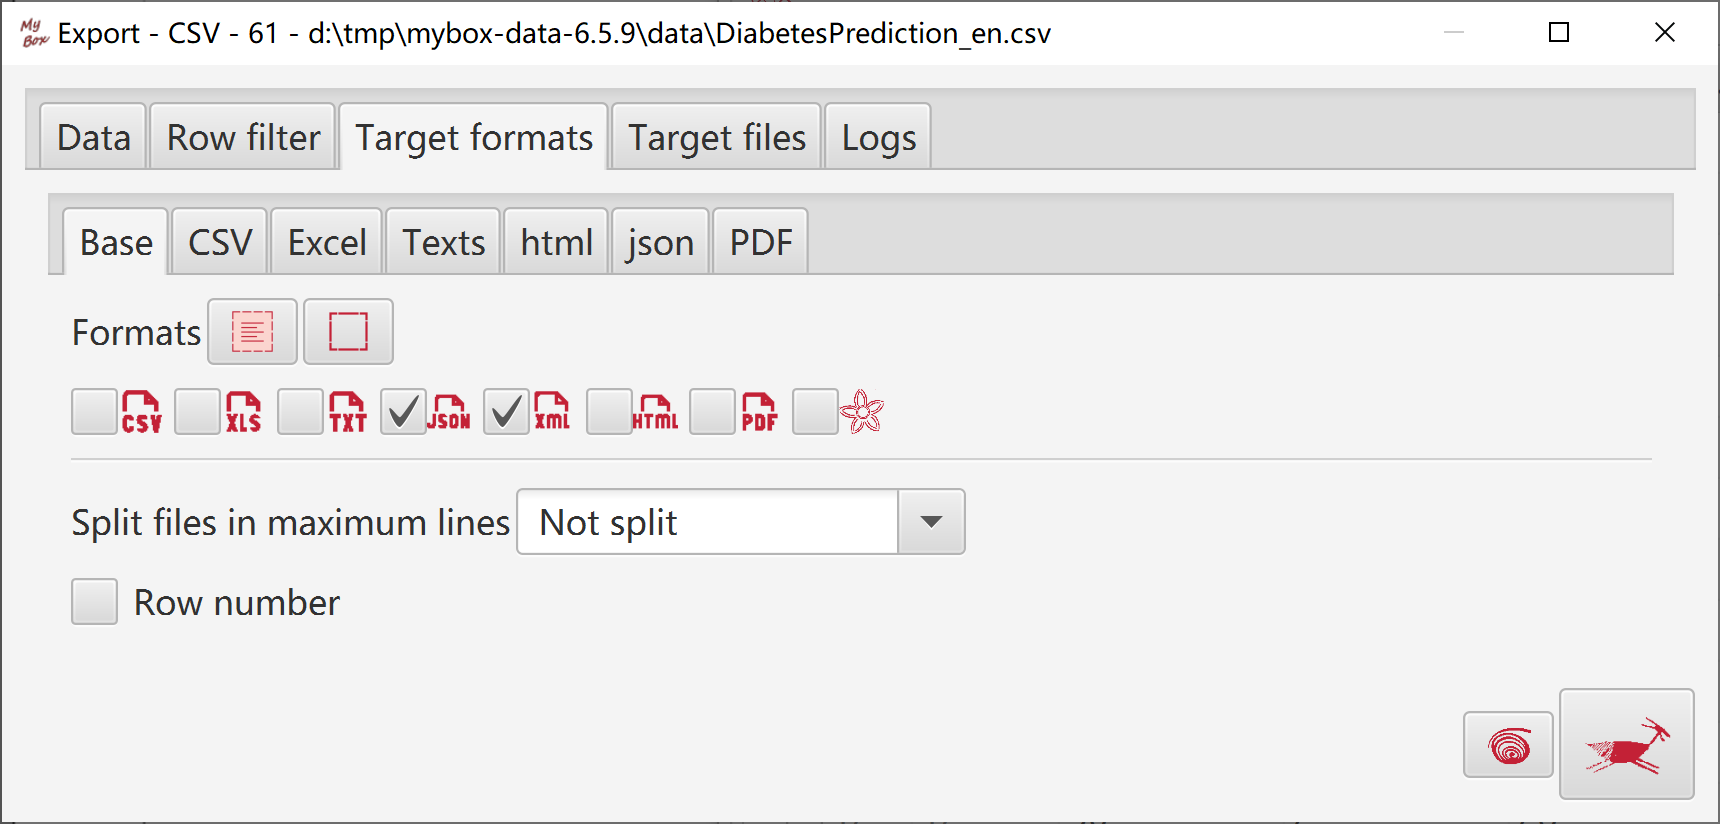 My Box Export - CSV - 61 - d:\tmp\mybox-data-6.5.9\data\DiabetesPrediction_en.csv
Data Row filter Target formats Target files Logs
Base CSV Excel Texts html json PDF
Formats
CSV XLS TXT JSON XML HTML PDF
Split files in maximum lines Not split
Row number